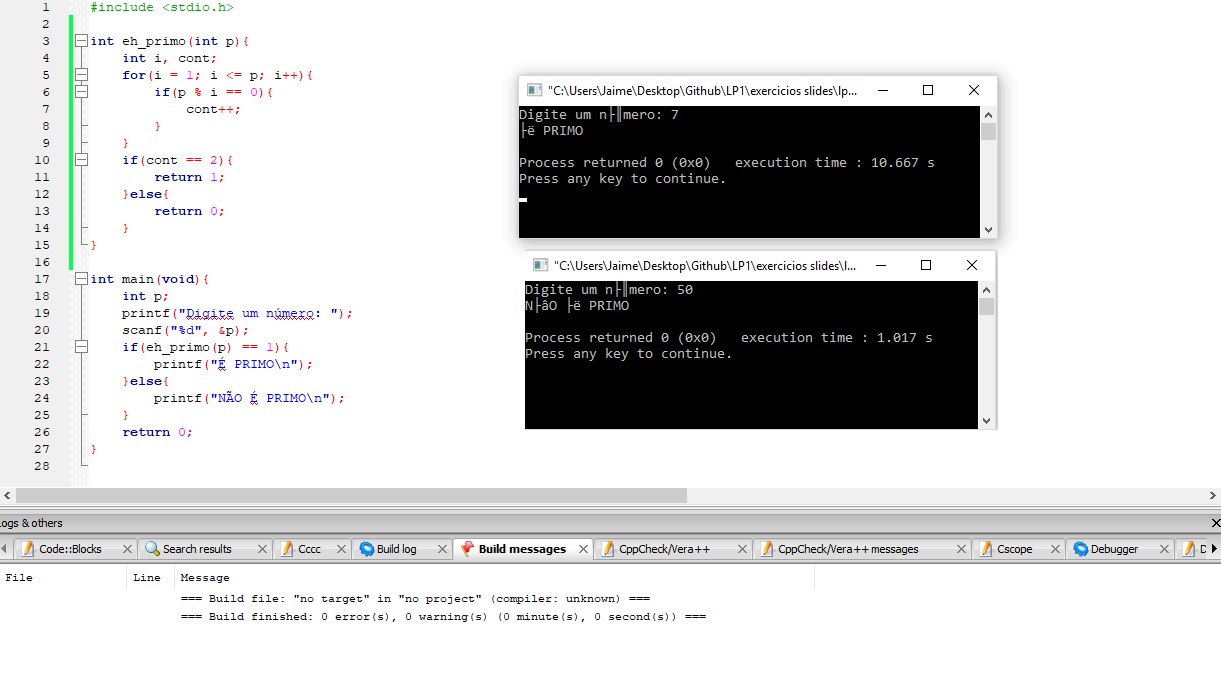 1 #include <stdio.h>
2
3 int eh_primo(int p){
4 int i, cont;
5 for(i = 1; i <= p; i++){
6 if(p % i == 0){
7 cont++;
8 }
9 }
10 if(cont == 2){
11 return 1;
12 }else{
13 return 0;
14 }
15 }
16
17 int main(void){
18 int p;
19 printf("Digite um número: ");
20 scanf("%d", &p);
21 if(eh_primo(p) == 1){
22 printf("É PRIMO\n");
23 }else{
24 printf("NÃO É PRIMO\n");
25 }
26 return 0;
27 }
28
"C:\Users\Jaime\Desktop\Github\LP1\exercicios slides\lp...
Digite um n├║mero: 7
├ë PRIMO
Process returned 0 (0x0) execution time : 10.667 s
Press any key to continue.
"C:\Users\Jaime\Desktop\Github\LP1\exercicios slides\l...
Digite um n├║mero: 50
N├âO ├ë PRIMO
Process returned 0 (0x0) execution time : 1.017 s
Press any key to continue.
ogs & others
Code::Blocks Search results Cccc Build log Build messages CppCheck/Vera++ CppCheck/Vera++ messages Cscope Debugger D
File Line Message
=== Build file: "no target" in "no project" (compiler: unknown) ===
=== Build finished: 0 error(s), 0 warning(s) (0 minute(s), 0 second(s)) ===